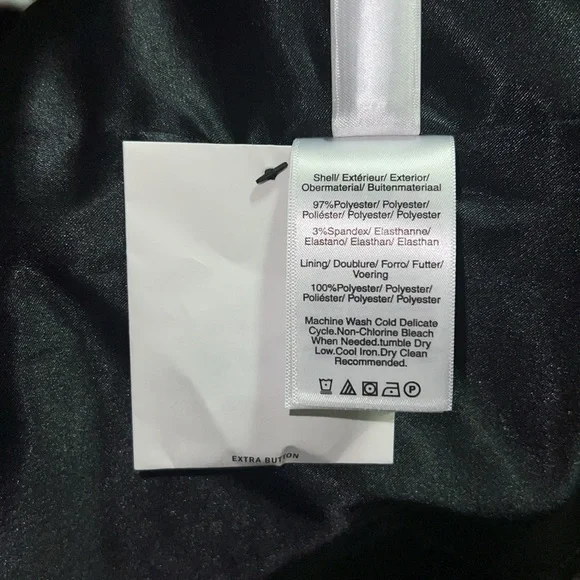 Shell/ Extérieur/ Exterior/
Obermaterial/ Buitenmateriaal
97%Polyester/ Polyester/
Poliéster/ Polyester/ Polyester
3%Spandex/ Elasthanne/
Elastano/ Elasthan/ Elasthan
Lining/ Doublure/ Forro/ Futter/
Voering
100%Polyester/ Polyester/
Poliéster/ Polyester/ Polyester
Machine Wash Cold Delicate
Cycle.Non-Chlorine Bleach
When Needed.tumble Dry
Low.Cool Iron.Dry Clean
Recommended.
P
EXTRA BUTTON